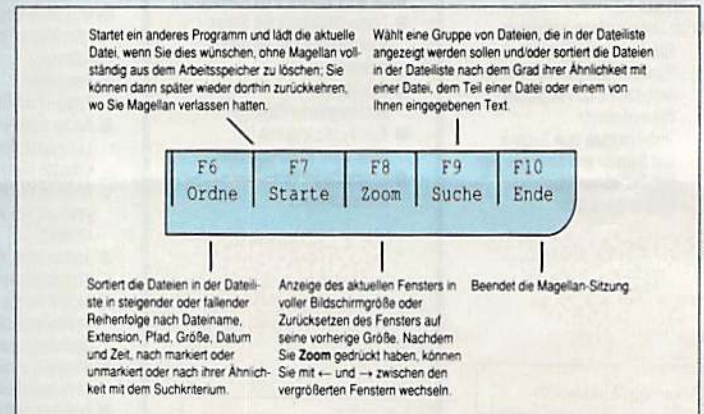 Startet ein anderes Programm und lädt die aktuelle
Datei, wenn Sie dies wünschen, ohne Magellan voll-
ständig aus dem Arbeitsspeicher zu löschen; Sie
können dann später wieder dorthin zurückkehren,
wo Sie Magellan verlassen hatten.
Wählt eine Gruppe von Dateien, die in der Dateiliste
angezeigt werden sollen und/oder sortiert die Dateien
in der Dateiliste nach dem Grad ihrer Ähnlichkeit mit
einer Datei, dem Teil einer Datei oder einem von
Ihnen eingegebenen Text.
F6 F7 F8 F9 F10
Ordne Starte Zoom Suche Ende
Sortiert die Dateien in der Dateili-
ste in steigender oder fallender
Reihenfolge nach Dateiname,
Extension, Pfad, Größe, Datum
und Zeit, nach markiert oder
unmarkiert oder nach ihrer Ähnlich-
keit mit dem Suchkriterium.
Anzeige des aktuellen Fensters in
voller Bildschirmgröße oder
Zurücksetzen des Fensters auf
seine vorherige Größe. Nachdem
Sie Zoom gedrückt haben, können
Sie mit ← und → zwischen den
vergrößerten Fenstern wechseln.
Beendet die Magellan-Sitzung.